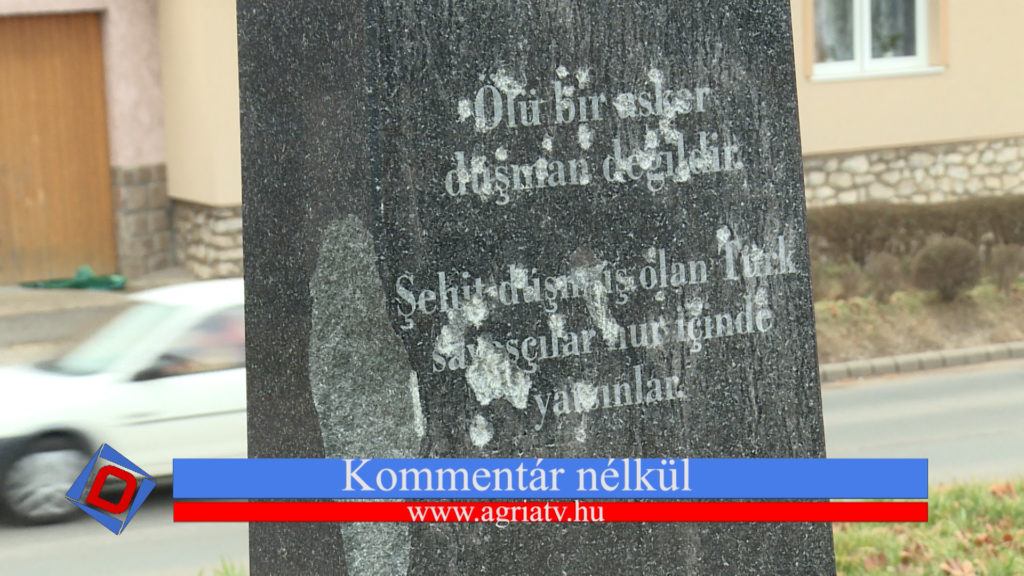 Ölü bir asker
düşman değildir.
Şehit düşmüş olan Türk
savaşçılar nur içinde
yatsınlar.
Kommentár nélkül
www.agriatv.hu